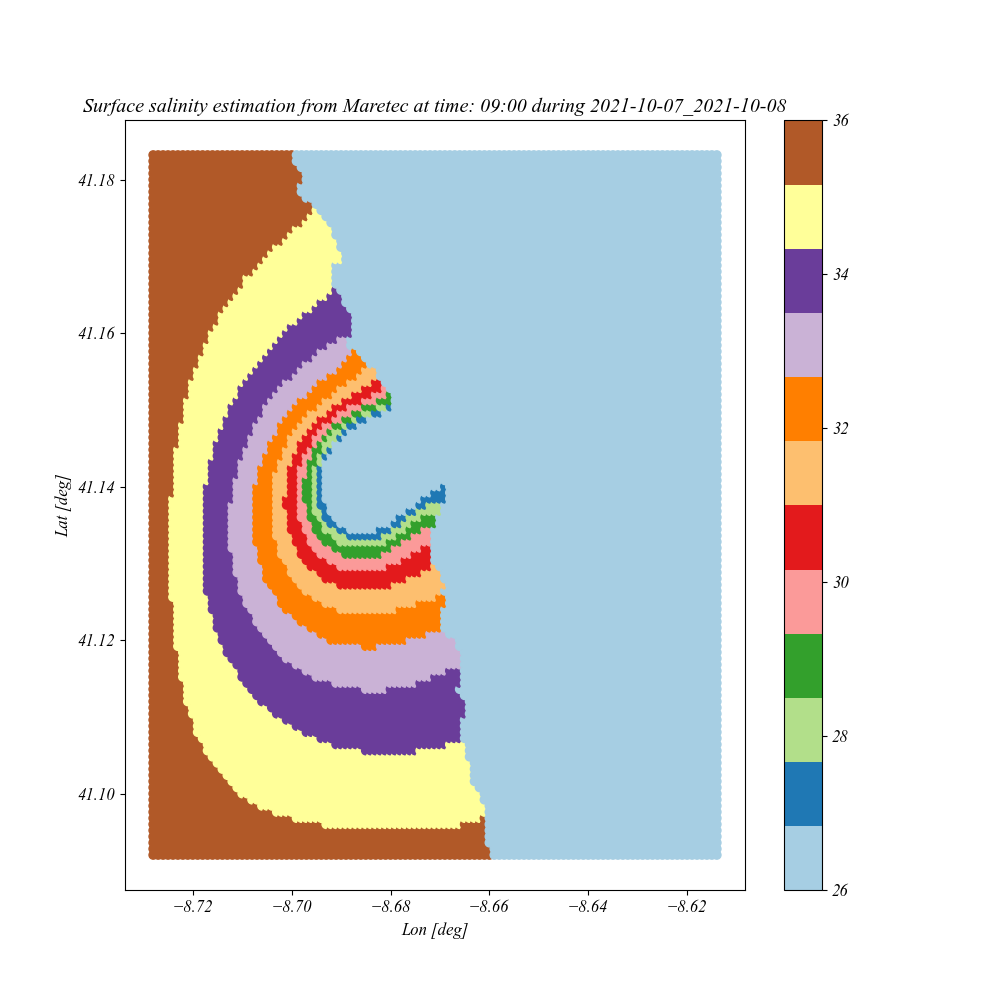 Surface salinity estimation from Maretec at time: 09:00 during 2021-10-07_2021-10-08
36
41.18
34
41.16
32
Lat [deg]
41.14
30
41.12
28
41.10
26
−8.72 −8.70 −8.68 −8.66 −8.64 −8.62
Lon [deg]